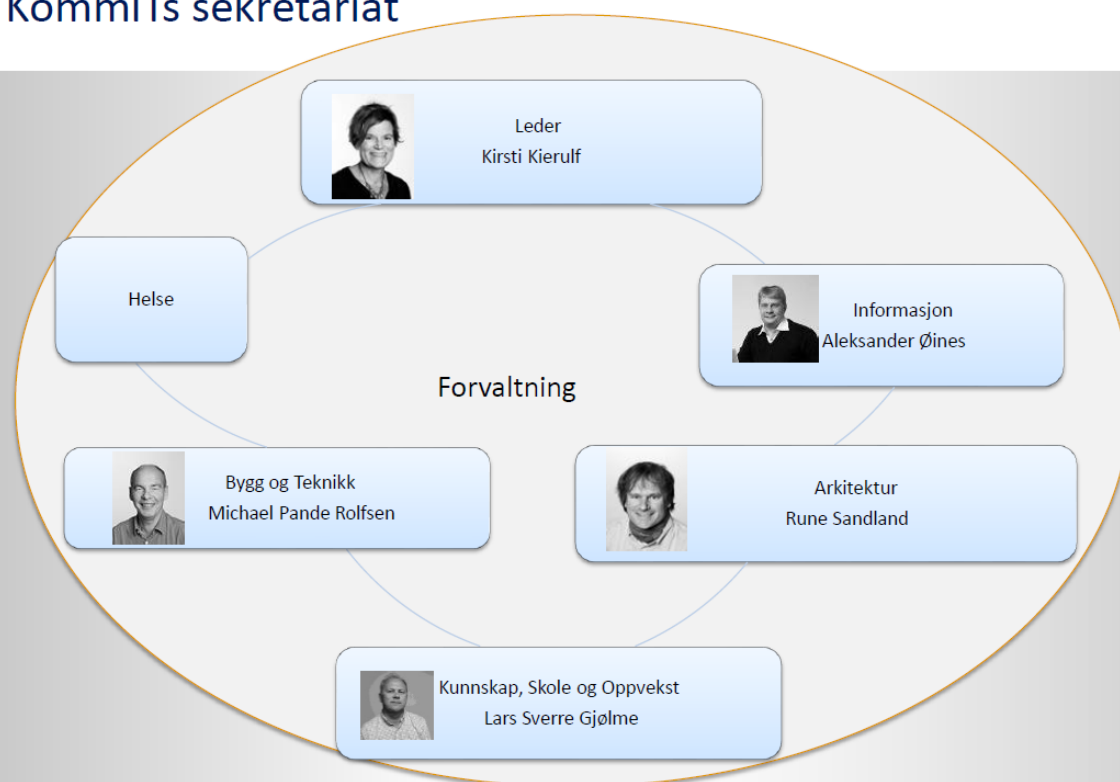 KommITs sekretariat
Leder
Kirsti Kierulf
Helse
Informasjon
Aleksander Øines
Forvaltning
Bygg og Teknikk
Michael Pande Rolfsen
Arkitektur
Rune Sandland
Kunnskap, Skole og Oppvekst
Lars Sverre Gjølme